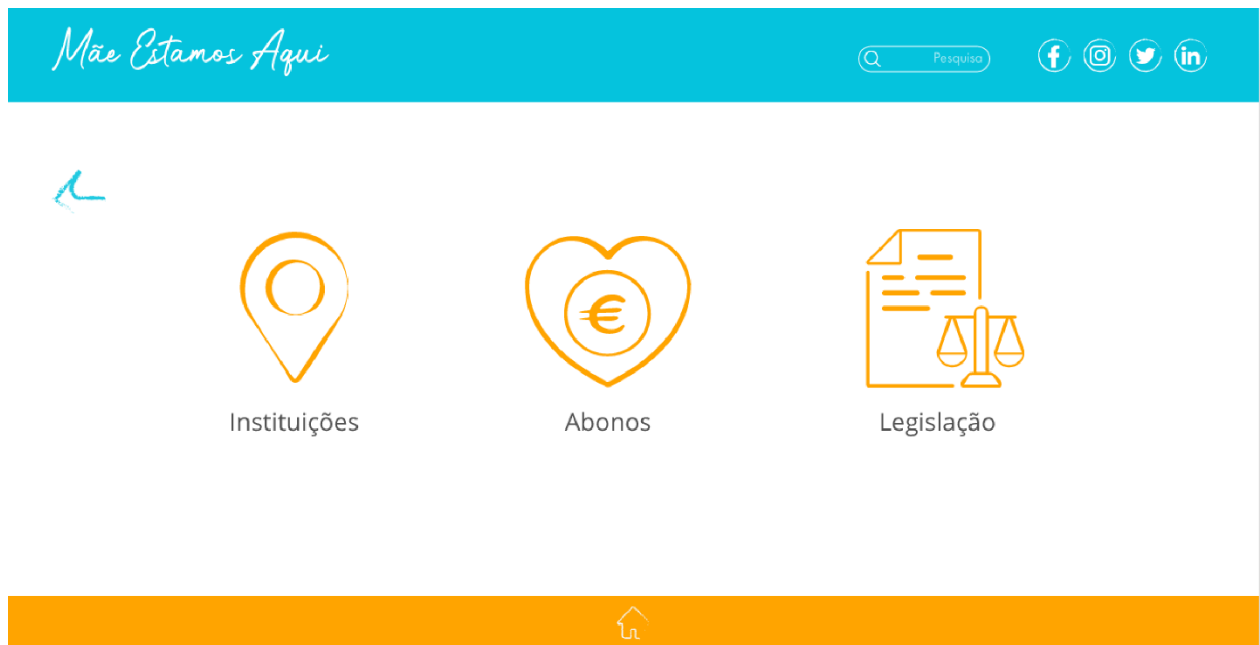 Mãe Estamos Aqui
Pesquisa
Instituições
Abonos
Legislação